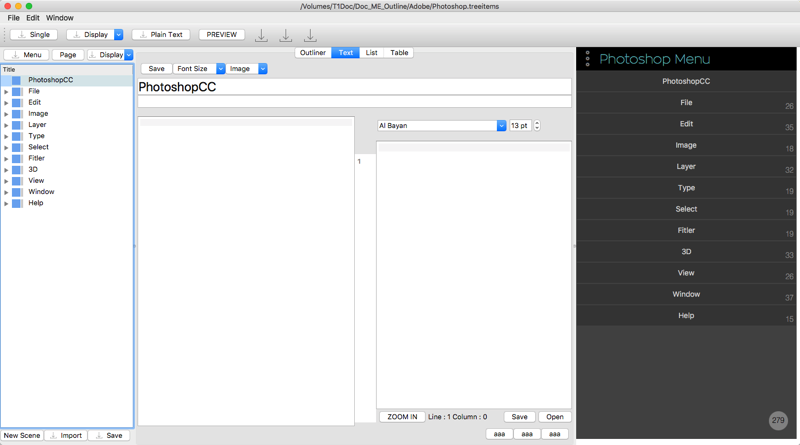 /Volumes/T1Doc/Doc_ME_Outline/Adobe/Photoshop.treeitems
File Edit Window
Single Display Plain Text PREVIEW
Menu Page Display
Title
PhotoshopCC
File
Edit
Image
Layer
Type
Select
Fitler
3D
View
Window
Help
New Scene Import Save
Outliner Text List Table
Save Font Size Image
PhotoshopCC
Al Bayan 13 pt
1
ZOOM IN Line : 1 Column : 0 Save Open
aaa aaa aaa
Photoshop Menu
PhotoshopCC
File 26
Edit 35
Image 18
Layer 32
Type 19
Select 19
Fitler 19
3D 33
View 26
Window 37
Help 15
279